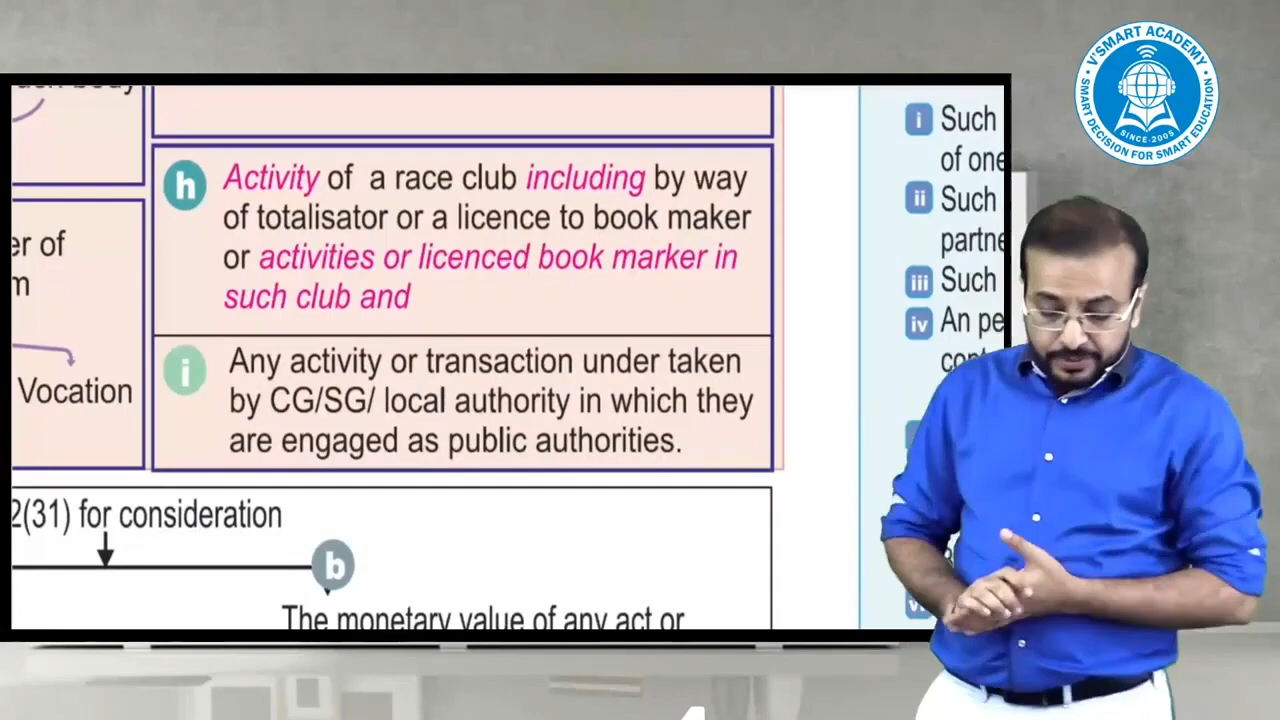 V'SMART ACADEMY
SMART DECISION FOR SMART EDUCATION
SINCE-2005
h
Activity of a race club including by way
of totalisator or a licence to book maker
or activities or licenced book marker in
such club and
i
Any activity or transaction under taken
by CG/SG/ local authority in which they
are engaged as public authorities.
er of
m
Vocation
2(31) for consideration
b
The monetary value of any act or
i Such
of one
ii Such
partne
iii Such
iv An pe